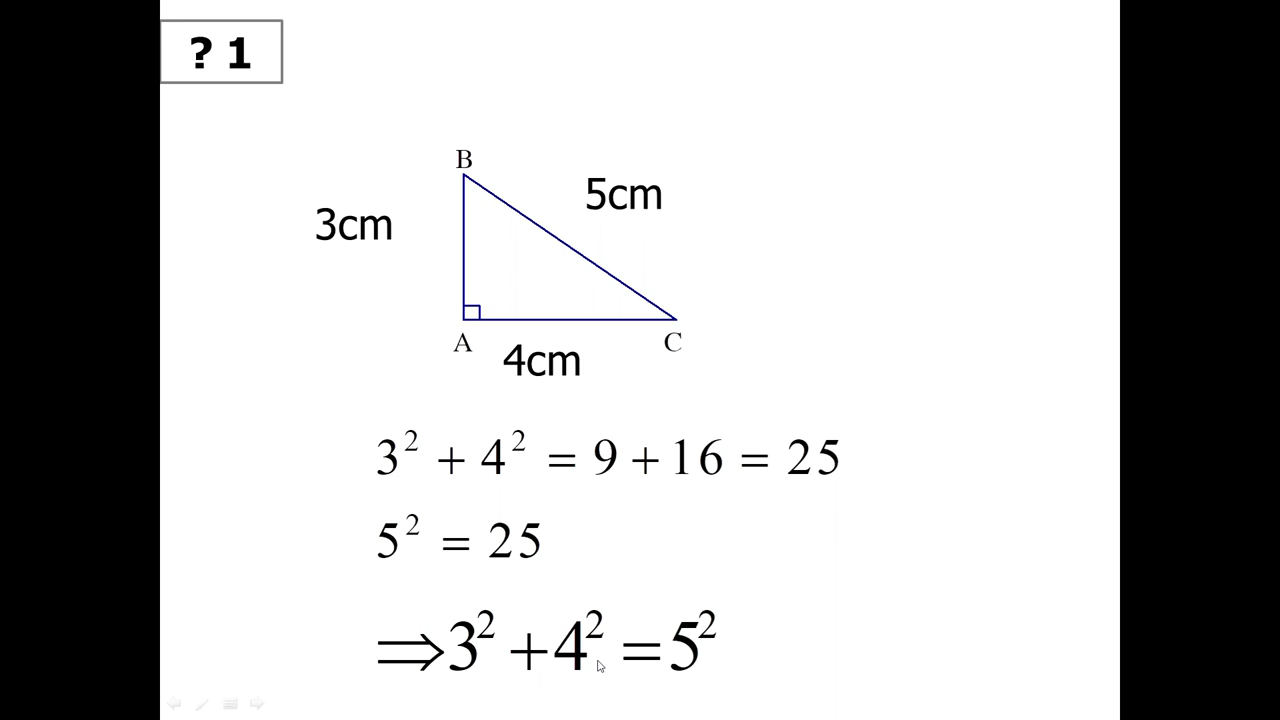 ? 1
B
5cm
3cm
A
C
4cm
3² + 4² = 9 + 16 = 25
5² = 25
⇒3² + 4² = 5²